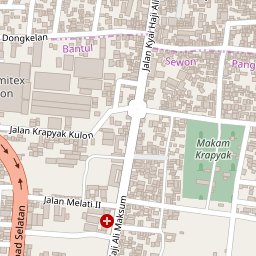 Dongkelan
Bantul
Jalan Kyai Haji Ali
Sewon
Pang
mitex
on
Jalan Krapyak Kulon
Makam
Krapyak
Jalan Melati II
Haji Ali Maksum
ad Selatan